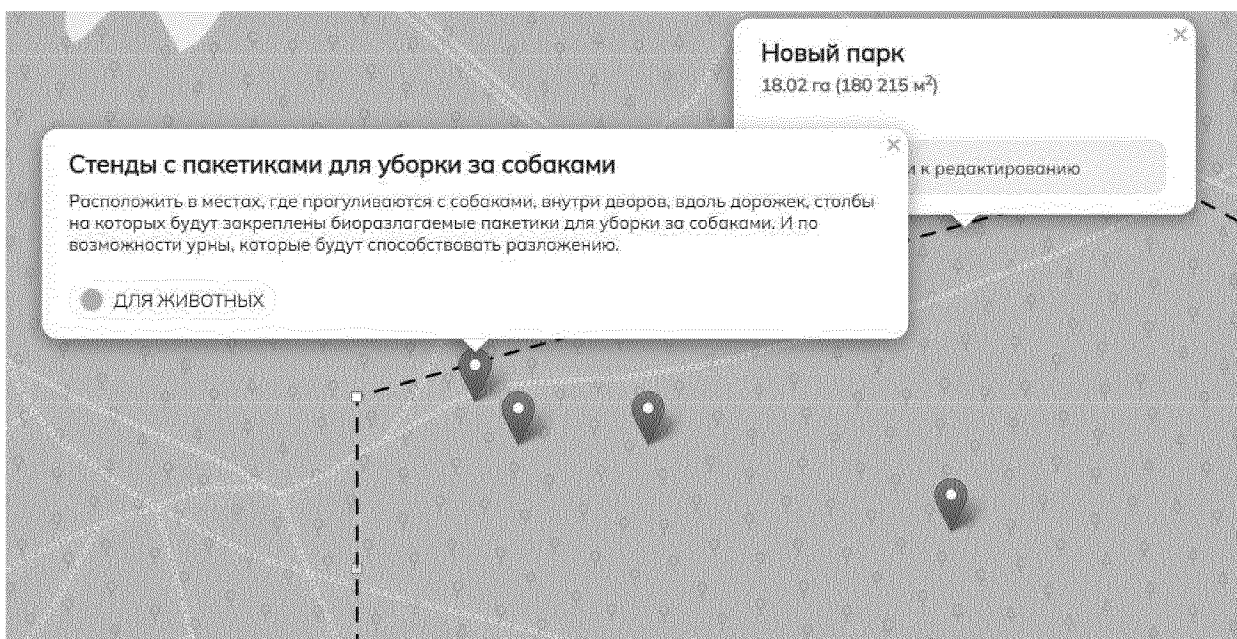 Новый парк
18.02 га (180 215 м²)
к редактированию
Стенды с пакетиками для уборки за собаками
Расположить в местах, где прогуливаются с собаками, внутри дворов, вдоль дорожек, столбы
на которых будут закреплены биоразлагаемые пакетики для уборки за собаками. И по
возможности урны, которые будут способствовать разложению.
ДЛЯ ЖИВОТНЫХ